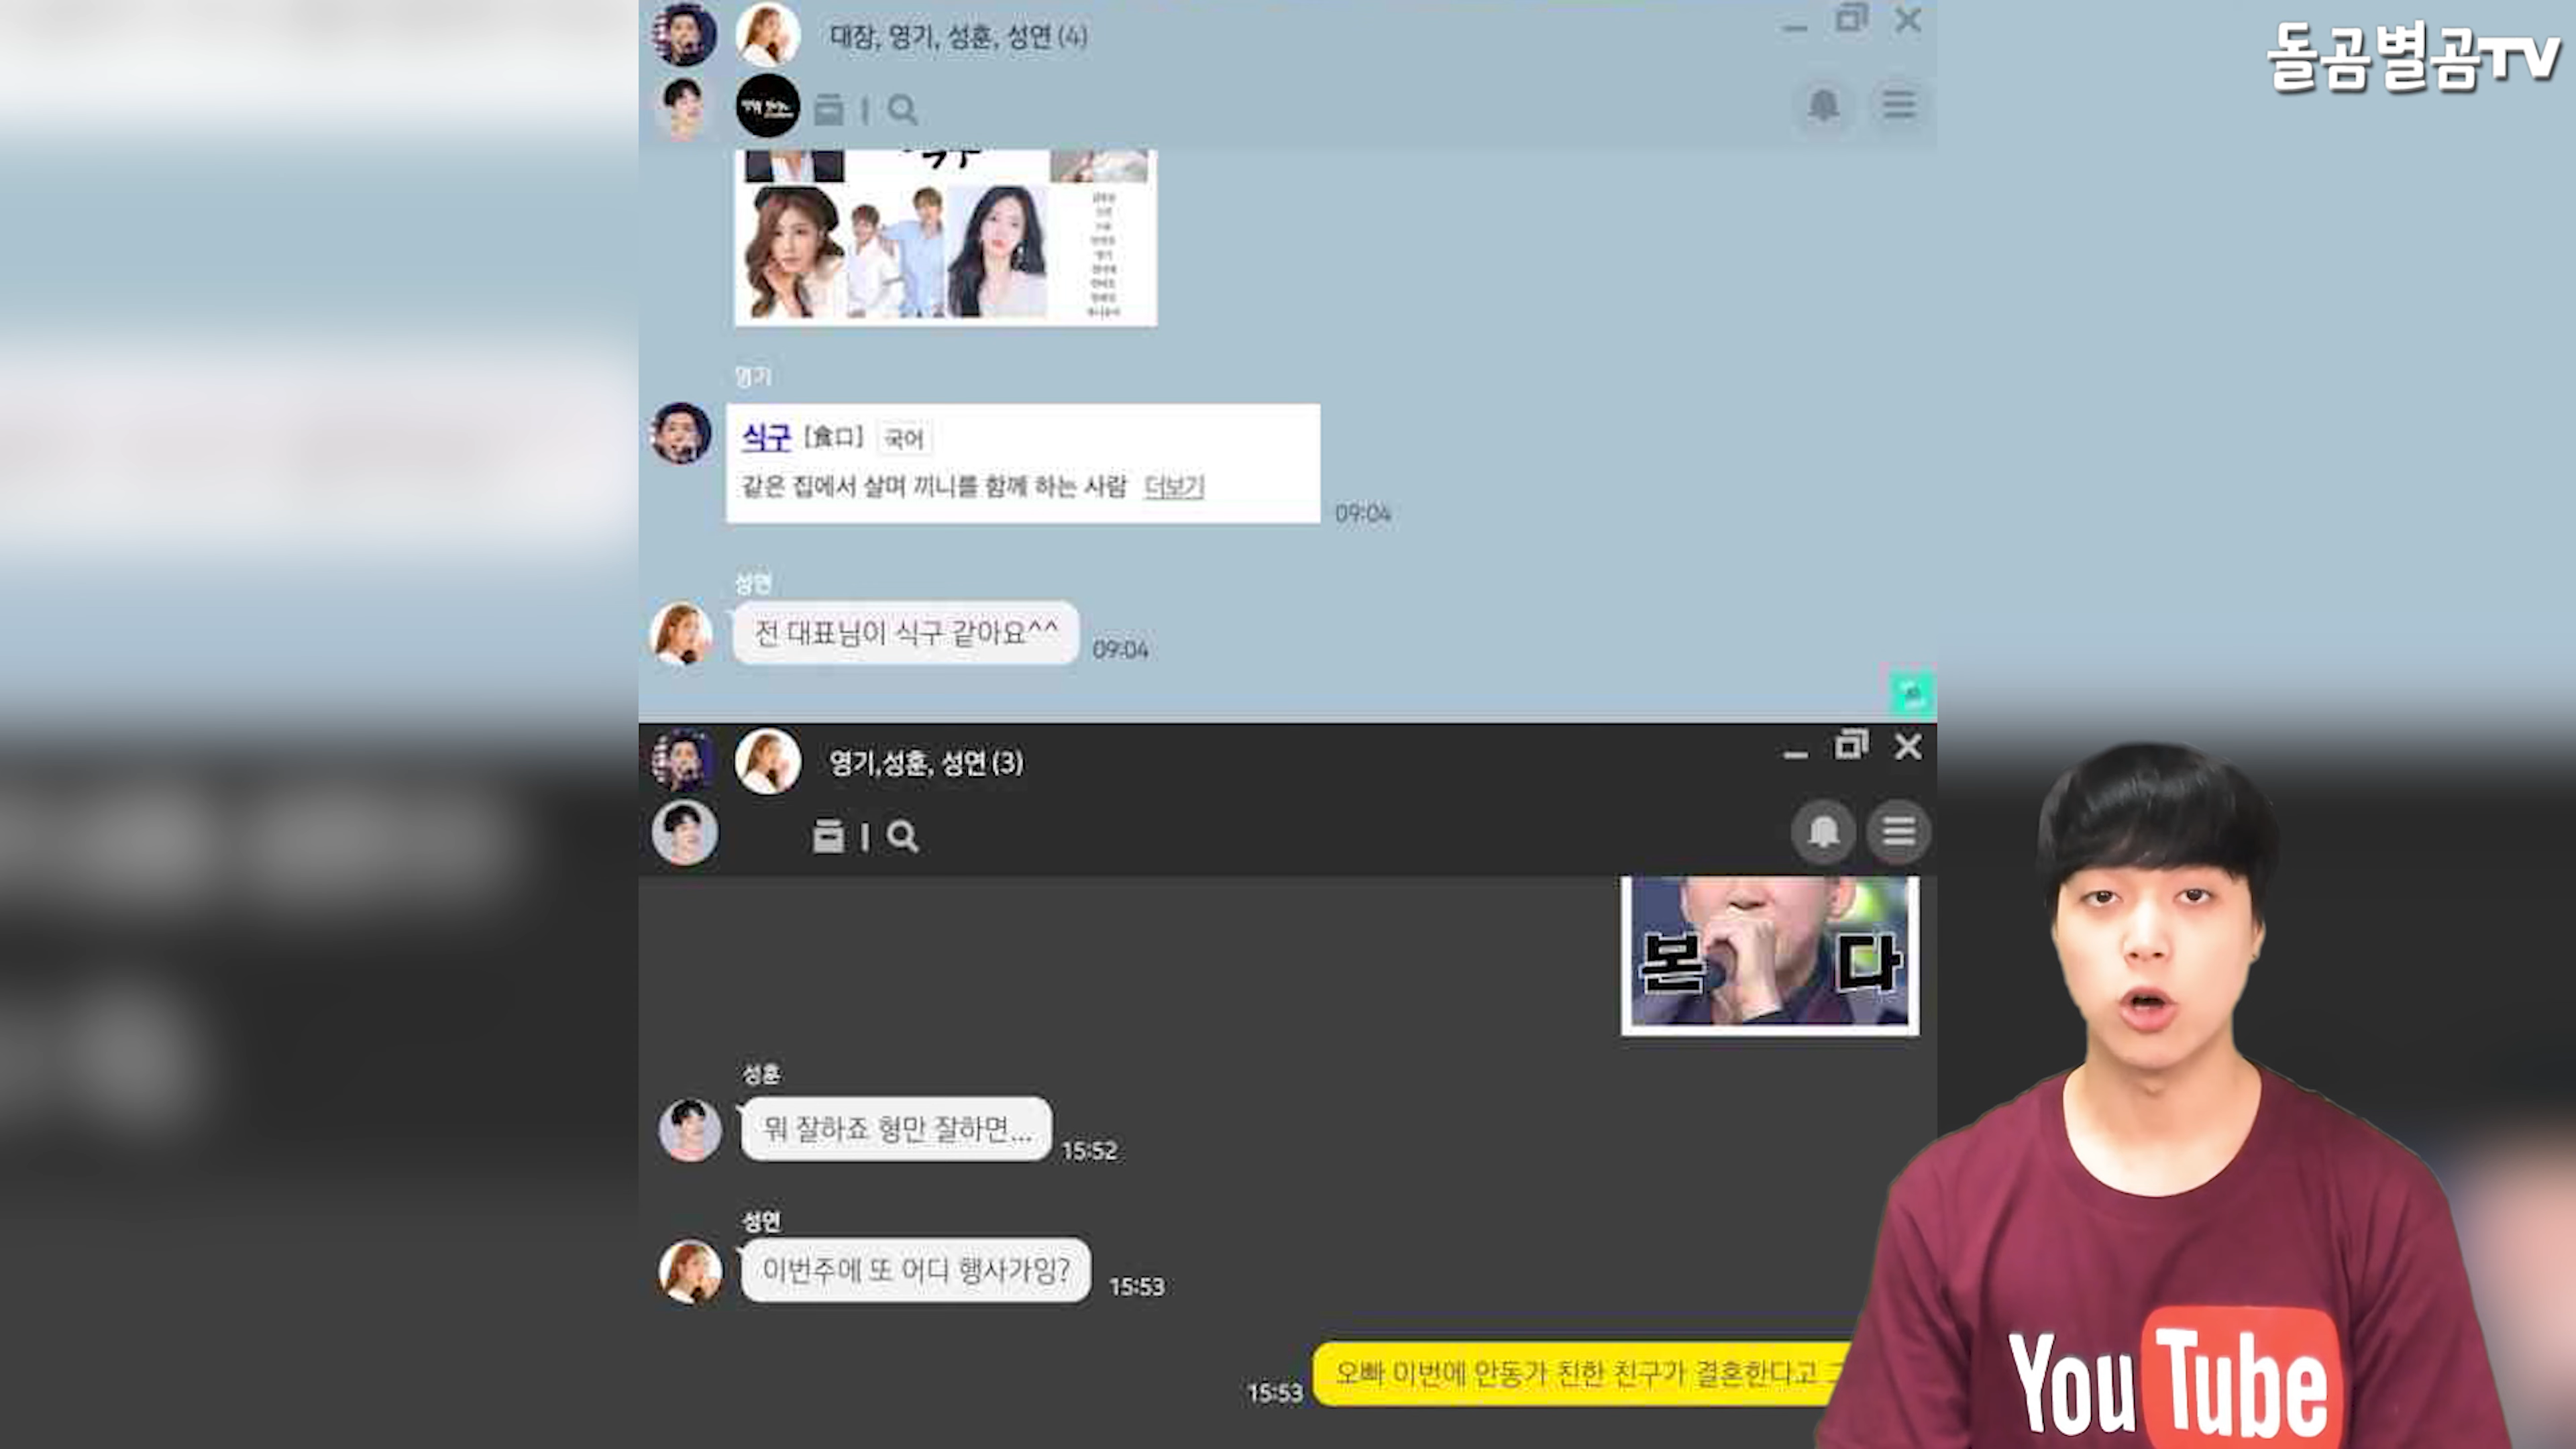 대장, 영기, 성훈, 성연 (4)
돌곰별곰TV
영기
식구 [食口] 국어
같은 집에서 살며 끼니를 함께 하는 사람 더보기
09:04
성연
전 대표님이 식구 같아요^^
09:04
영기,성훈, 성연 (3)
본 다
성훈
뭐 잘하죠 형만 잘하면...
15:52
성연
이번주에 또 어디 행사가임?
15:53
오빠 이번에 안동가 친한 친구가 결혼한다고
15:53
YouTube